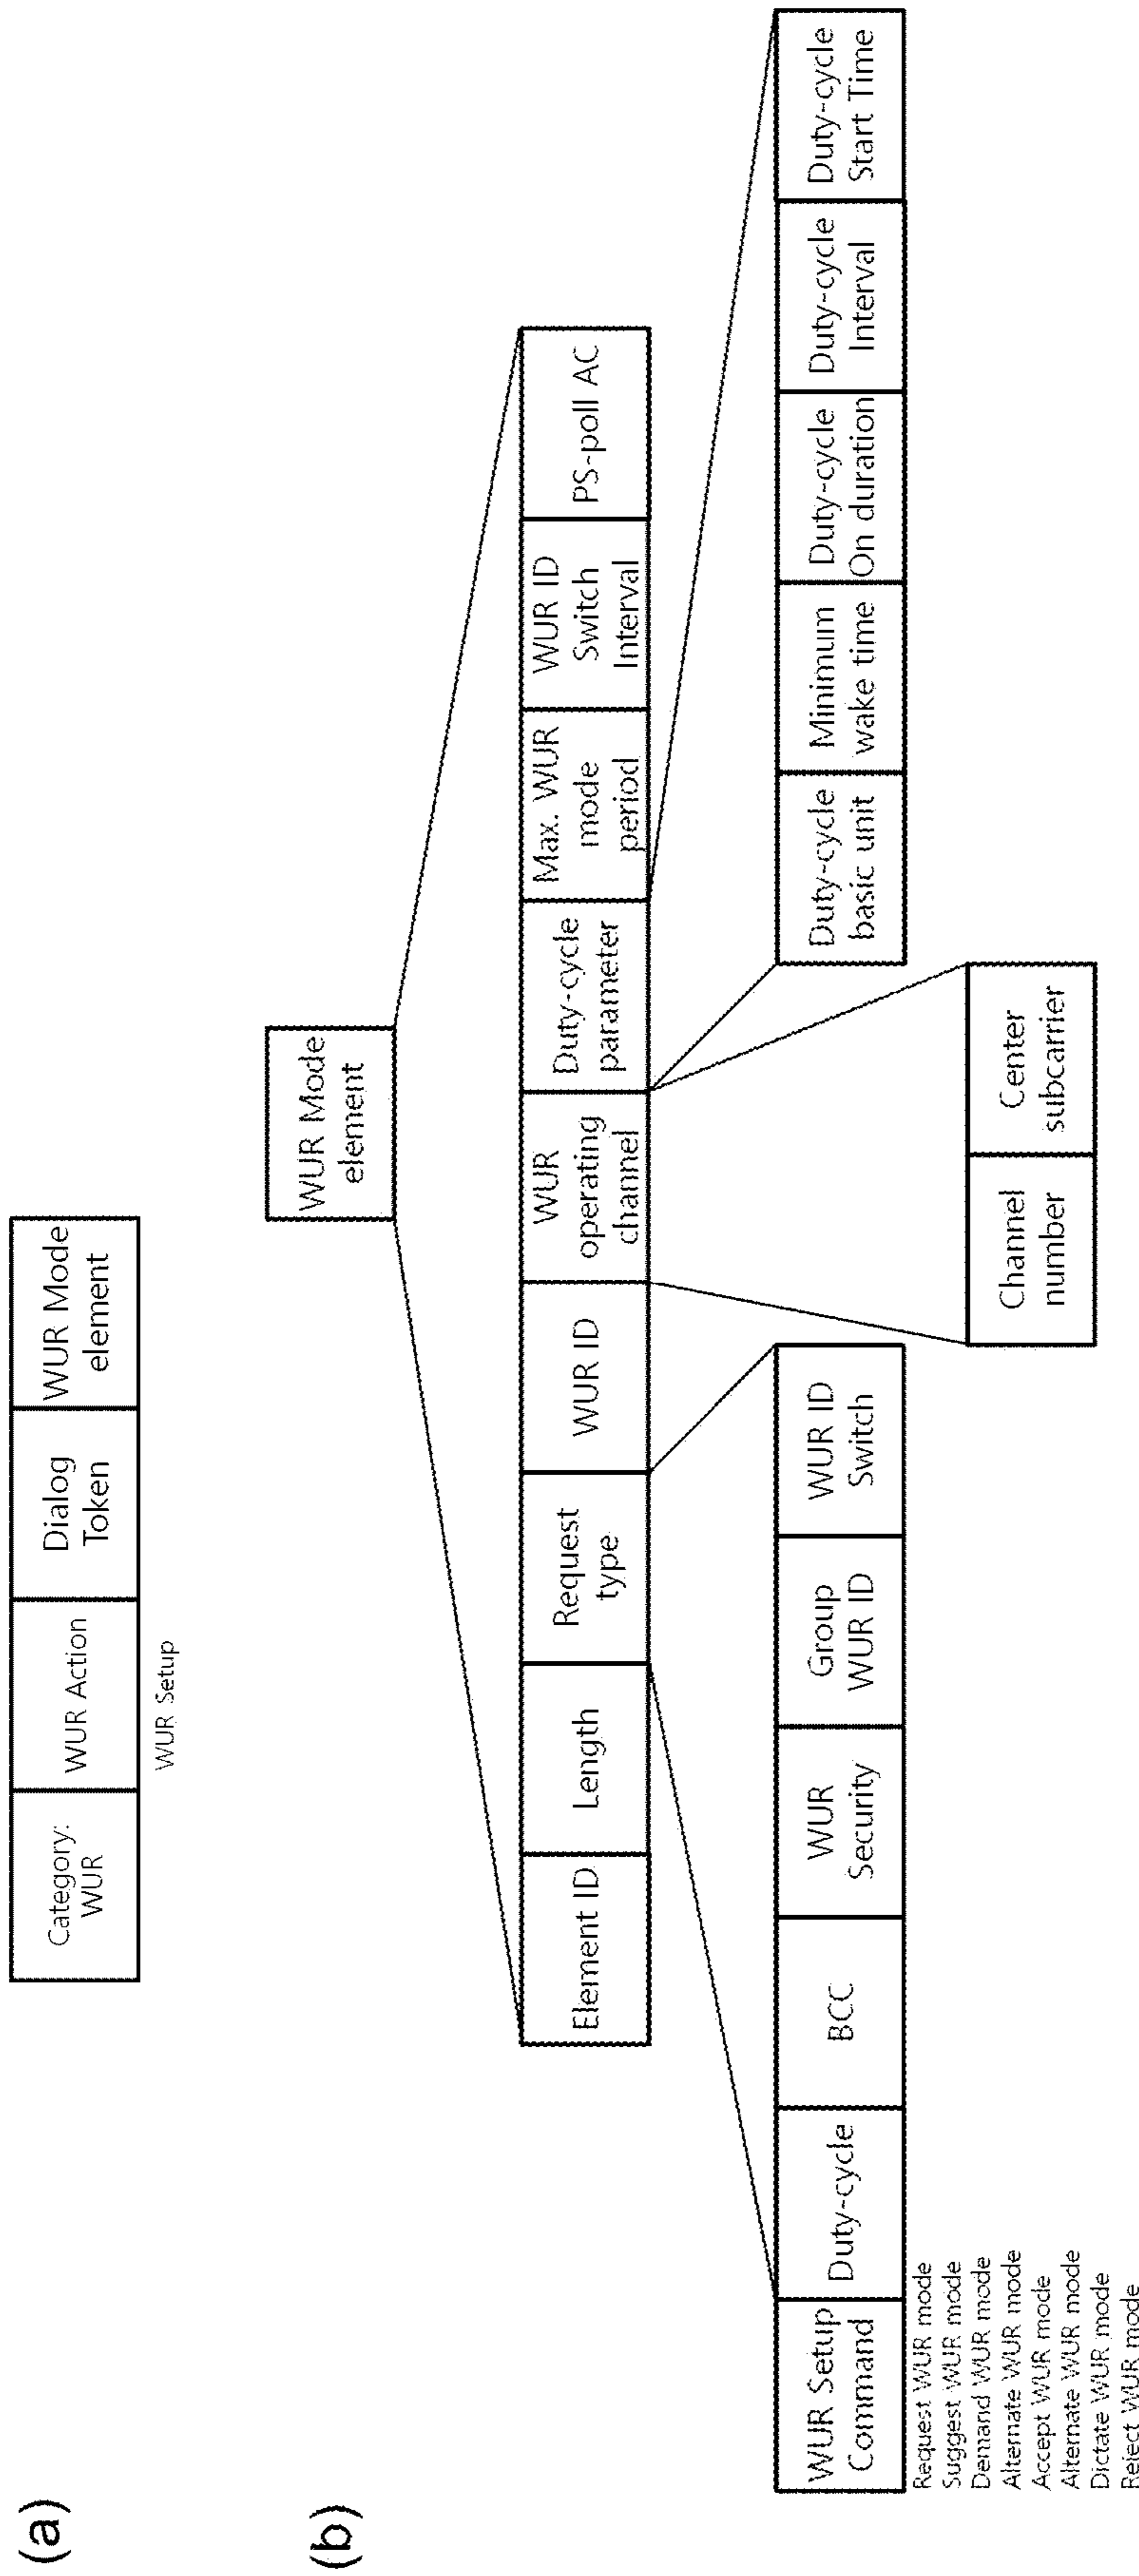 (a)
Category:
WUR
WUR Action
Dialog
Token
WUR Mode
element
WUR Setup
(b)
WUR Mode
element
Element ID
Length
Request
type
WUR ID
WUR
operating
channel
Duty-cycle
parameter
Max. WUR
mode
period
WUR ID
Switch
Interval
PS-poll AC
WUR Setup
Command
Duty-cycle
BCC
WUR
Security
Group
WUR ID
WUR ID
Switch
Duty-cycle
basic unit
Minimum
wake time
Duty-cycle
On duration
Duty-cycle
Interval
Duty-cycle
Start Time
Request WUR mode
Suggest WUR mode
Demand WUR mode
Alternate WUR mode
Accept WUR mode
Alternate WUR mode
Dictate WUR mode
Reject WUR mode
Channel
number
Center
subcarrier